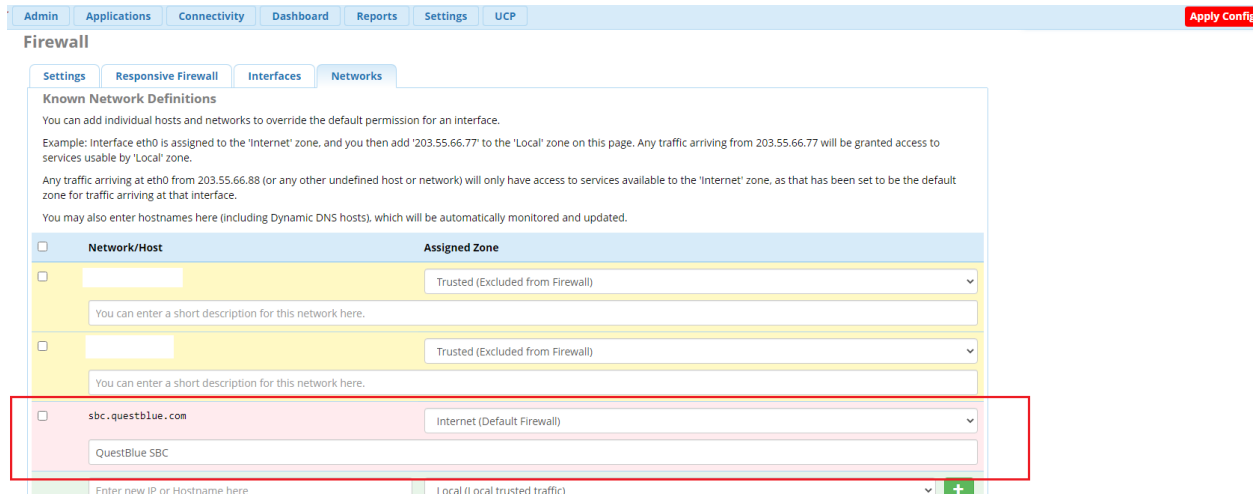 Admin Applications Connectivity Dashboard Reports Settings UCP Apply Config
Firewall
Settings Responsive Firewall Interfaces Networks
Known Network Definitions
You can add individual hosts and networks to override the default permission for an interface.
Example: Interface eth0 is assigned to the 'Internet' zone, and you then add '203.55.66.77' to the 'Local' zone on this page. Any traffic arriving from 203.55.66.77 will be granted access to
services usable by 'Local' zone.
Any traffic arriving at eth0 from 203.55.66.88 (or any other undefined host or network) will only have access to services available to the 'Internet' zone, as that has been set to be the default
zone for traffic arriving at that interface.
You may also enter hostnames here (including Dynamic DNS hosts), which will be automatically monitored and updated.
Network/Host Assigned Zone
Trusted (Excluded from Firewall)
You can enter a short description for this network here.
Trusted (Excluded from Firewall)
You can enter a short description for this network here.
sbc.questblue.com Internet (Default Firewall)
QuestBlue SBC
Enter new IP or Hostname here Local (Local trusted traffic) +